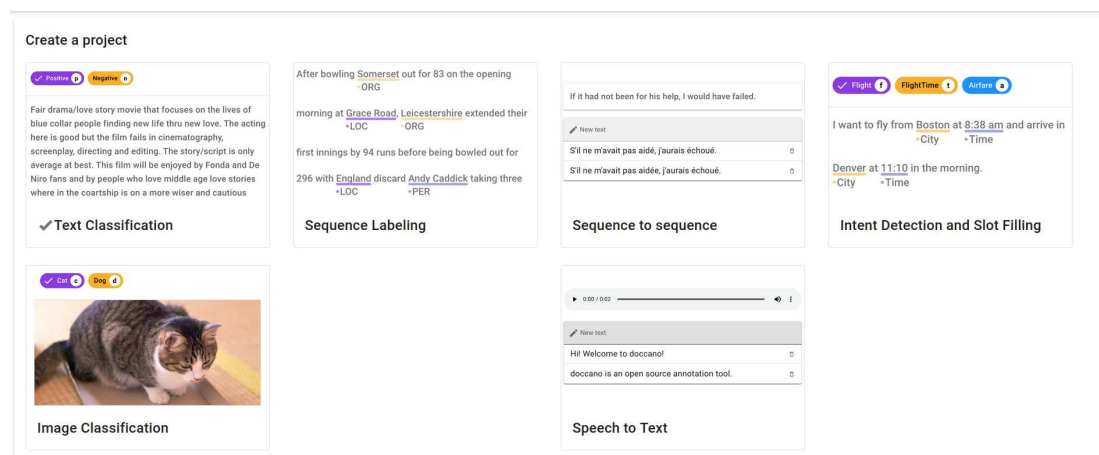 Create a project
Positive p Negative n
Fair drama/love story movie that focuses on the lives of
blue collar people finding new life thru new love. The acting
here is good but the film fails in cinematography,
screenplay, directing and editing. The story/script is only
average at best. This film will be enjoyed by Fonda and De
Niro fans and by people who love middle age love stories
where in the coartship is on a more wiser and cautious
Text Classification
After bowling Somerset out for 83 on the opening
•ORG
morning at Grace Road, Leicestershire extended their
•LOC •ORG
first innings by 94 runs before being bowled out for
296 with England discard Andy Caddick taking three
•LOC •PER
Sequence Labeling
If it had not been for his help, I would have failed.
New text
S'il ne m'avait pas aidé, j'aurais échoué.
S'il ne m'avait pas aidée, j'aurais échoué.
Sequence to sequence
Flight f FlightTime t Airfare a
I want to fly from Boston at 8:38 am and arrive in
•City •Time
Denver at 11:10 in the morning.
•City •Time
Intent Detection and Slot Filling
Cat c Dog d
Image Classification
0:00 / 0:02
New text
Hi! Welcome to doccano!
doccano is an open source annotation tool.
Speech to Text